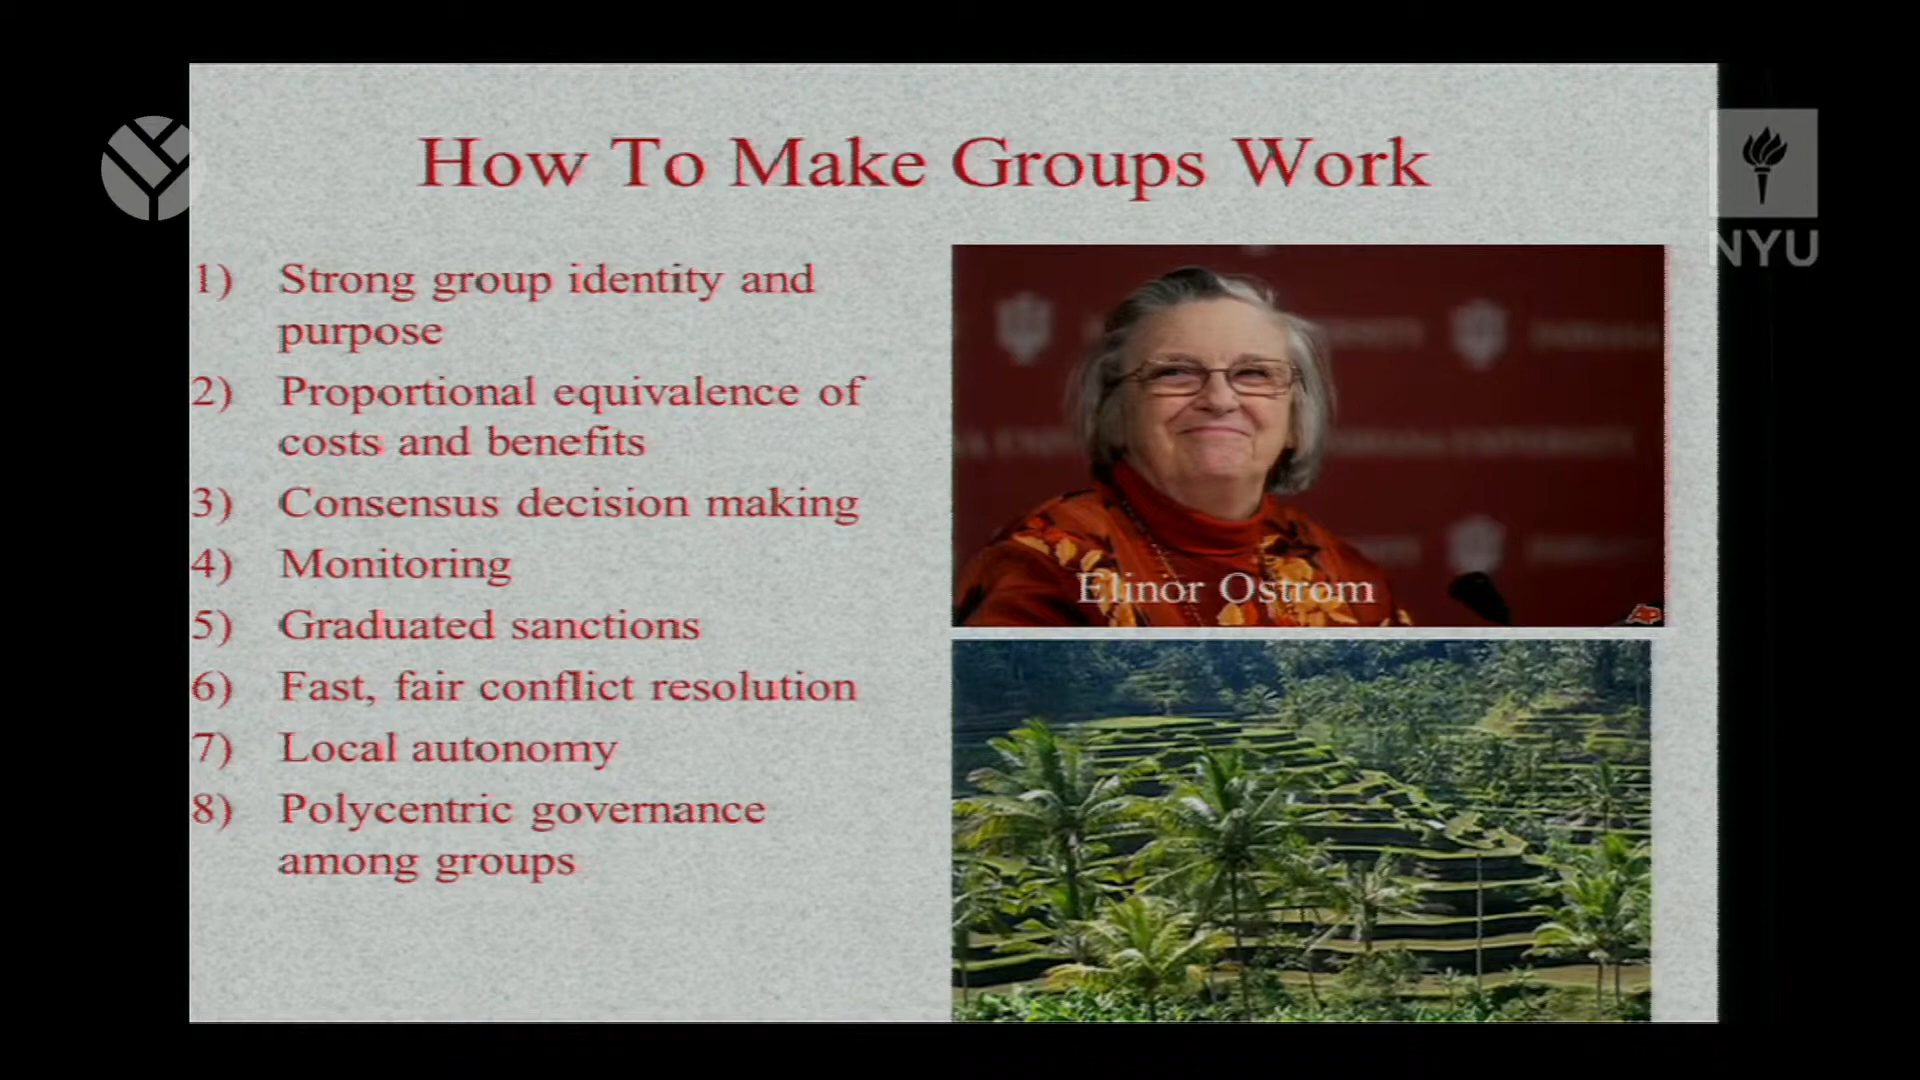 How To Make Groups Work
1) Strong group identity and
purpose
2) Proportional equivalence of
costs and benefits
3) Consensus decision making
4) Monitoring
5) Graduated sanctions
6) Fast, fair conflict resolution
7) Local autonomy
8) Polycentric governance
among groups
Elinor Ostrom
NYU